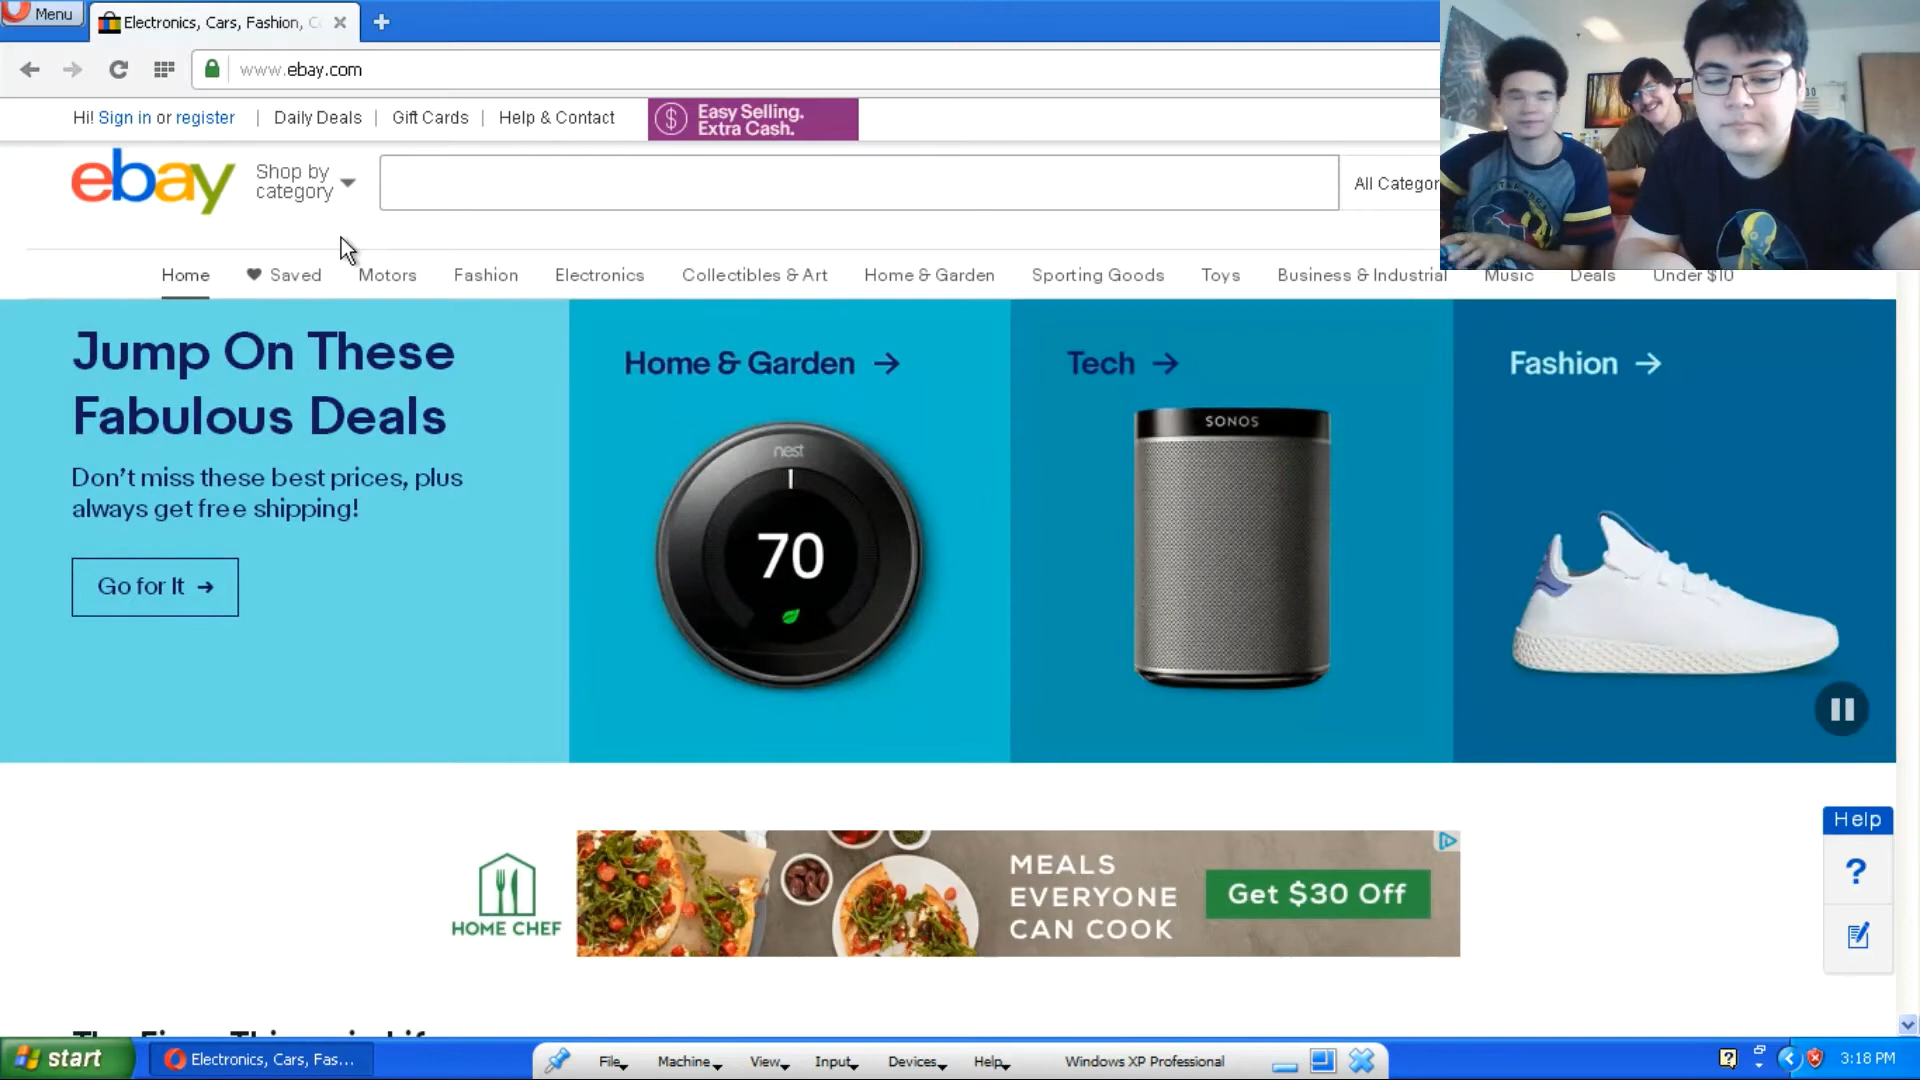 Menu
Electronics, Cars, Fashion, C
www.ebay.com
Hi! Sign in or register | Daily Deals | Gift Cards | Help & Contact
Easy Selling.
Extra Cash.
ebay
Shop by
category
All Categor
Home Saved Motors Fashion Electronics Collectibles & Art Home & Garden Sporting Goods Toys Business & Industrial Music Deals Under $10
Jump On These
Fabulous Deals
Don't miss these best prices, plus
always get free shipping!
Go for It →
Home & Garden →
nest
70
Tech →
SONOS
Fashion →
HOME CHEF
MEALS
EVERYONE
CAN COOK
Get $30 Off
Help
?
start
Electronics, Cars, Fas...
File Machine View Input Devices Help Windows XP Professional
3:18 PM